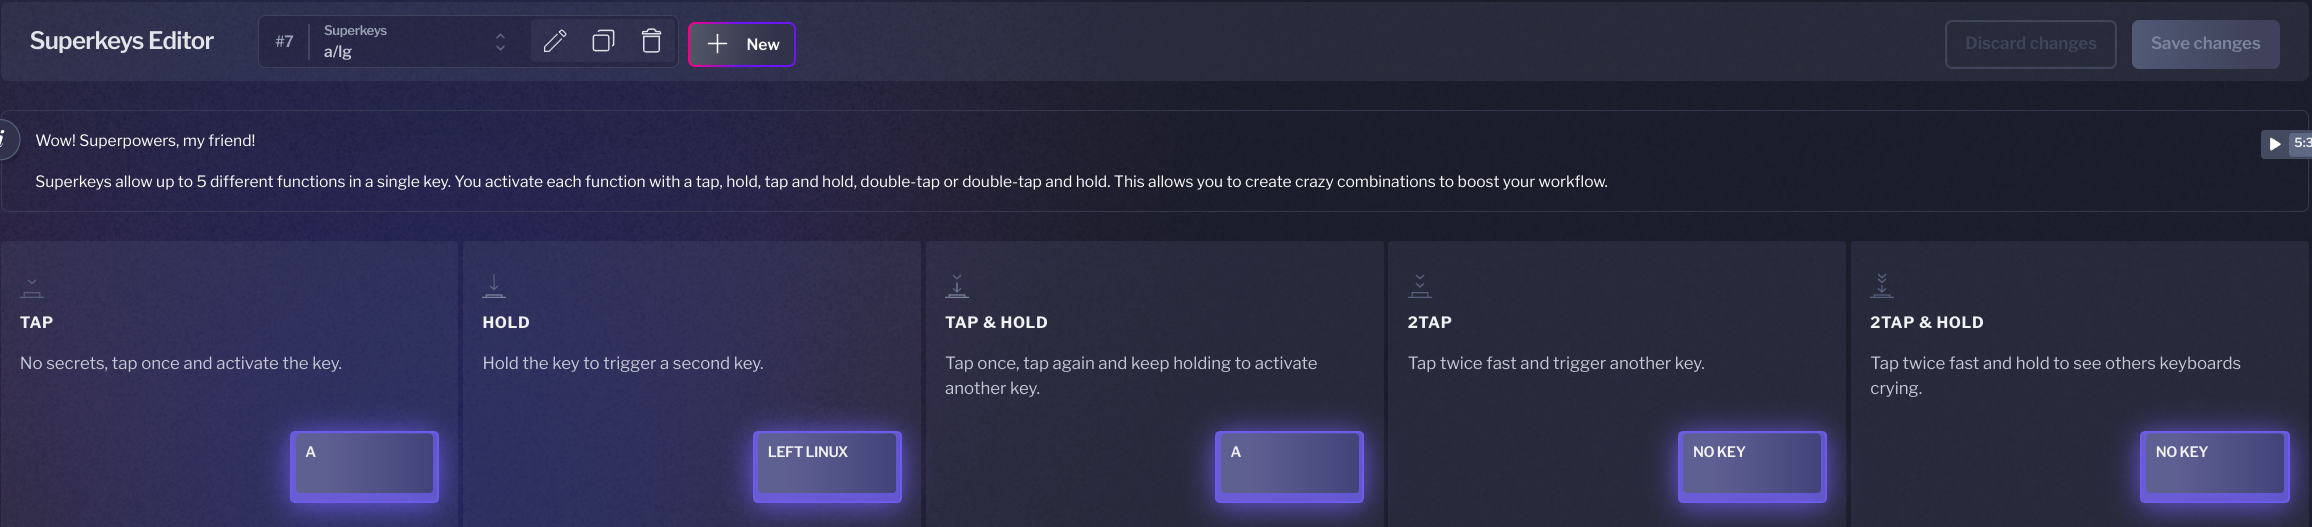 Superkeys Editor
#7
Superkeys
a/lg
New
Discard changes
Save changes
i
Wow! Superpowers, my friend!
5:3
Superkeys allow up to 5 different functions in a single key. You activate each function with a tap, hold, tap and hold, double-tap or double-tap and hold. This allows you to create crazy combinations to boost your workflow.
TAP
No secrets, tap once and activate the key.
A
HOLD
Hold the key to trigger a second key.
LEFT LINUX
TAP & HOLD
Tap once, tap again and keep holding to activate
another key.
A
2TAP
Tap twice fast and trigger another key.
NO KEY
2TAP & HOLD
Tap twice fast and hold to see others keyboards
crying.
NO KEY